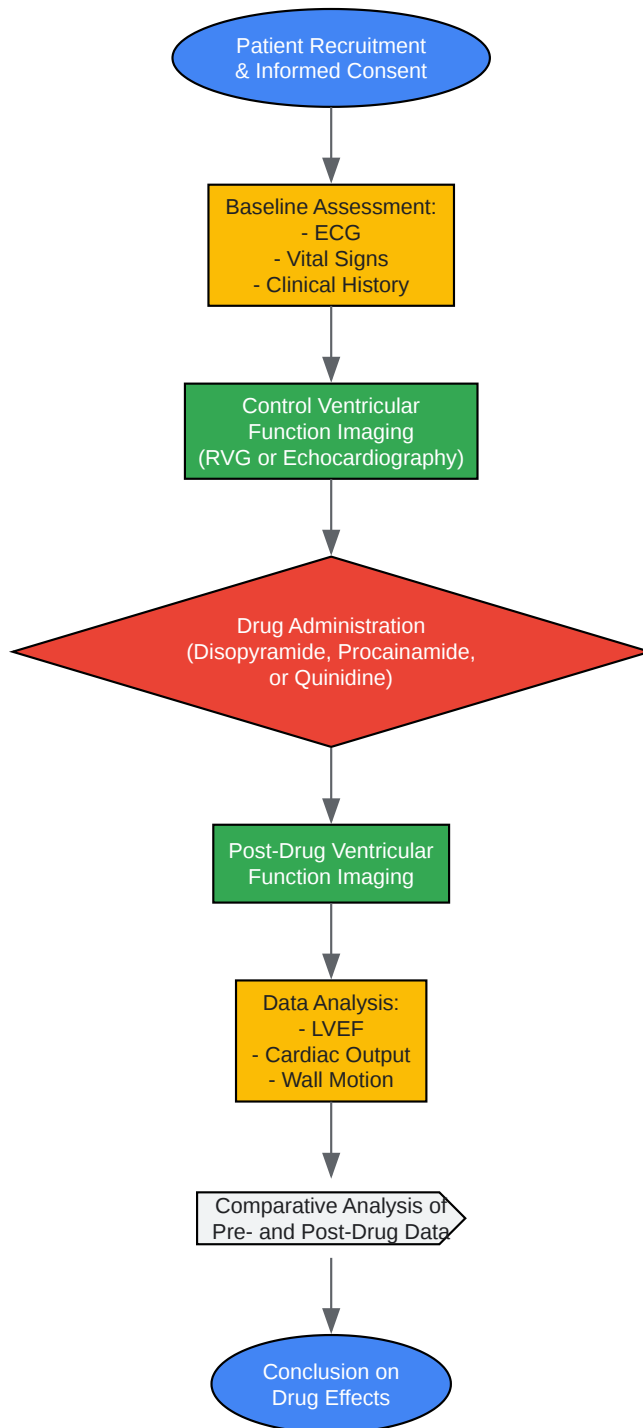 Patient Recruitment
& Informed Consent
Baseline Assessment:
- ECG
- Vital Signs
- Clinical History
Control Ventricular
Function Imaging
(RVG or Echocardiography)
Drug Administration
(Disopyramide, Procainamide,
or Quinidine)
Post-Drug Ventricular
Function Imaging
Data Analysis:
- LVEF
- Cardiac Output
- Wall Motion
Comparative Analysis of
Pre- and Post-Drug Data
Conclusion on
Drug Effects